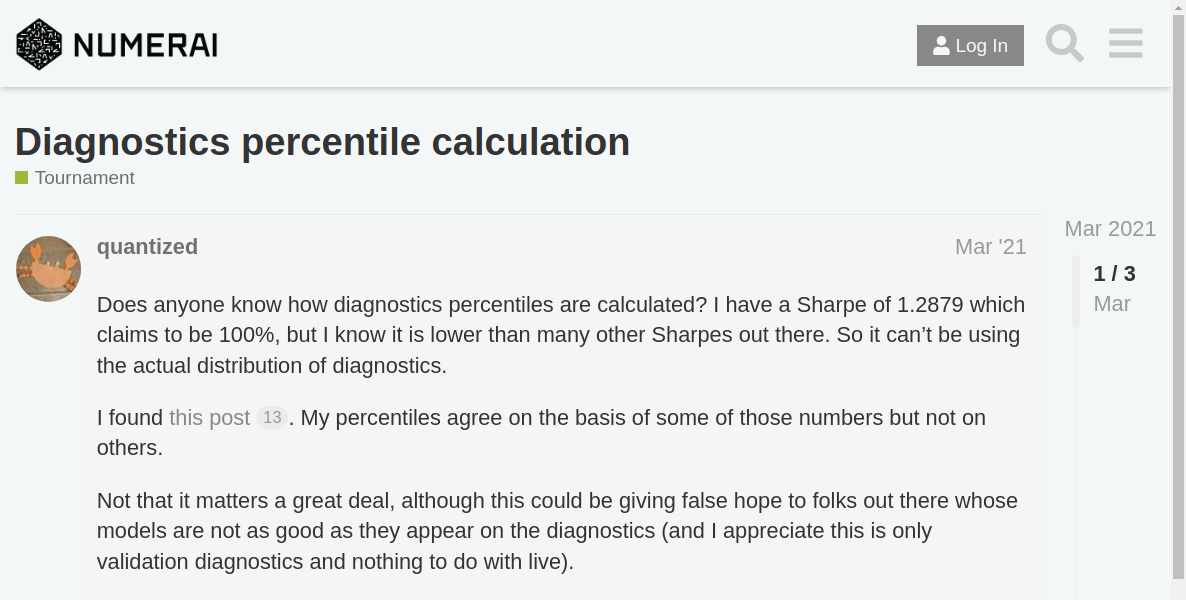 NUMERAI
Log In
Diagnostics percentile calculation
Tournament
Mar 2021
quantized
Mar '21
1 / 3
Mar
Does anyone know how diagnostics percentiles are calculated? I have a Sharpe of 1.2879 which
claims to be 100%, but I know it is lower than many other Sharpes out there. So it can’t be using
the actual distribution of diagnostics.
I found this post 13 . My percentiles agree on the basis of some of those numbers but not on
others.
Not that it matters a great deal, although this could be giving false hope to folks out there whose
models are not as good as they appear on the diagnostics (and I appreciate this is only
validation diagnostics and nothing to do with live).